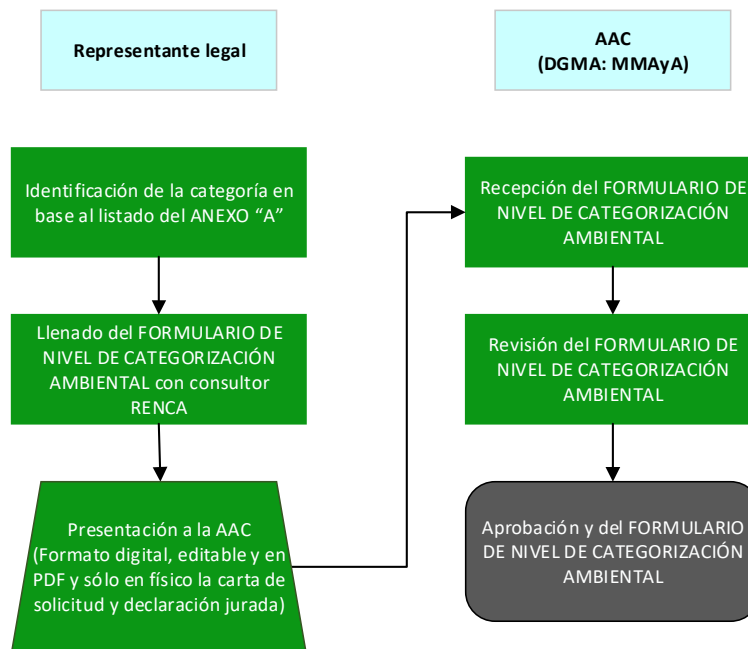 Representante legal
Identificación de la categoría en
base al listado del ANEXO “A”
Llenado del FORMULARIO DE
NIVEL DE CATEGORIZACIÓN
AMBIENTAL con consultor
RENCA
Presentación a la AAC
(Formato digital, editable y en
PDF y sólo en físico la carta de
solicitud y declaración jurada)
AAC
(DGMA: MMAyA)
Recepción del FORMULARIO DE
NIVEL DE CATEGORIZACIÓN
AMBIENTAL
Revisión del FORMULARIO DE
NIVEL DE CATEGORIZACIÓN
AMBIENTAL
Aprobación y del FORMULARIO
DE NIVEL DE CATEGORIZACIÓN
AMBIENTAL